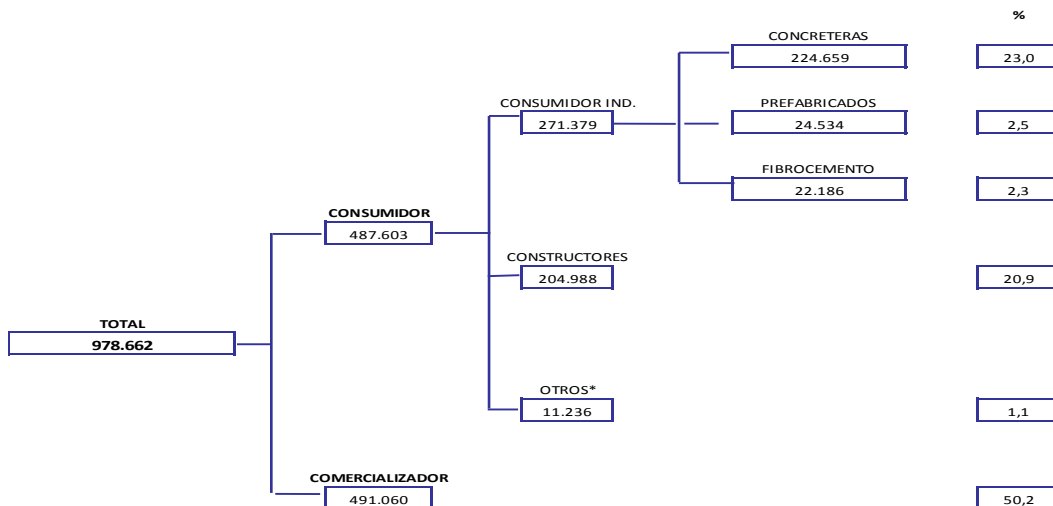 %
CONCRETERAS
224.659
23,0
CONSUMIDOR IND.
271.379
PREFABRICADOS
24.534
2,5
FIBROCEMENTO
22.186
2,3
CONSUMIDOR
487.603
CONSTRUCTORES
204.988
20,9
TOTAL
978.662
OTROS*
11.236
1,1
COMERCIALIZADOR
491.060
50,2